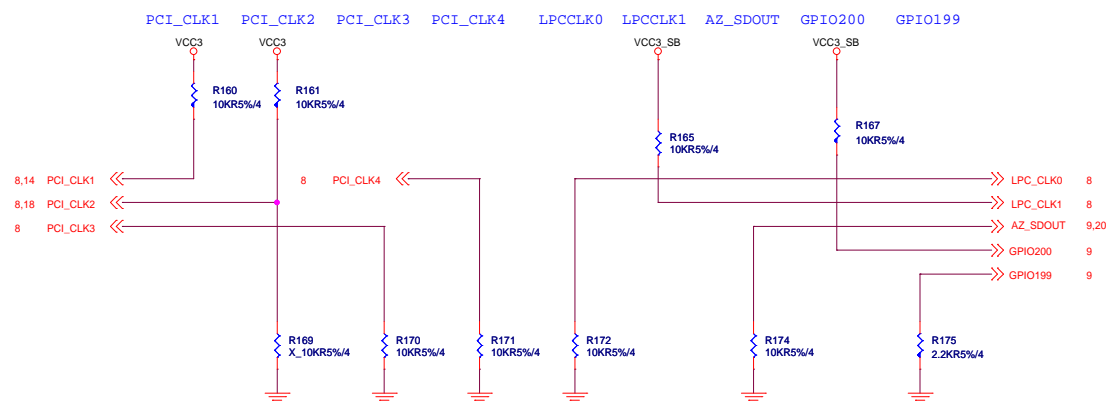 PCI_CLK1 PCI_CLK2 PCI_CLK3 PCI_CLK4 LPCCLK0 LPCCLK1 AZ_SDOUT GPIO200 GPIO199
VCC3 VCC3 VCC3_SB VCC3_SB
R160
10KR5%/4
R161
10KR5%/4
R165
10KR5%/4
R167
10KR5%/4
8,14 PCI_CLK1
8,18 PCI_CLK2
8 PCI_CLK3
8 PCI_CLK4
LPC_CLK0 8
LPC_CLK1 8
AZ_SDOUT 9,20
GPIO200 9
GPIO199 9
R169
X_10KR5%/4
R170
10KR5%/4
R171
10KR5%/4
R172
10KR5%/4
R174
10KR5%/4
R175
2.2KR5%/4